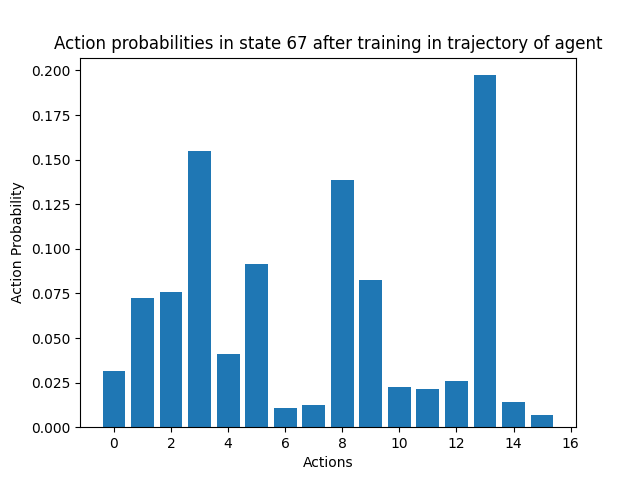 Action probabilities in state 67 after training in trajectory of agent
0.200
0.175
0.150
0.125
0.100
0.075
0.050
0.025
0.000
Action Probability
0 2 4 6 8 10 12 14 16
Actions